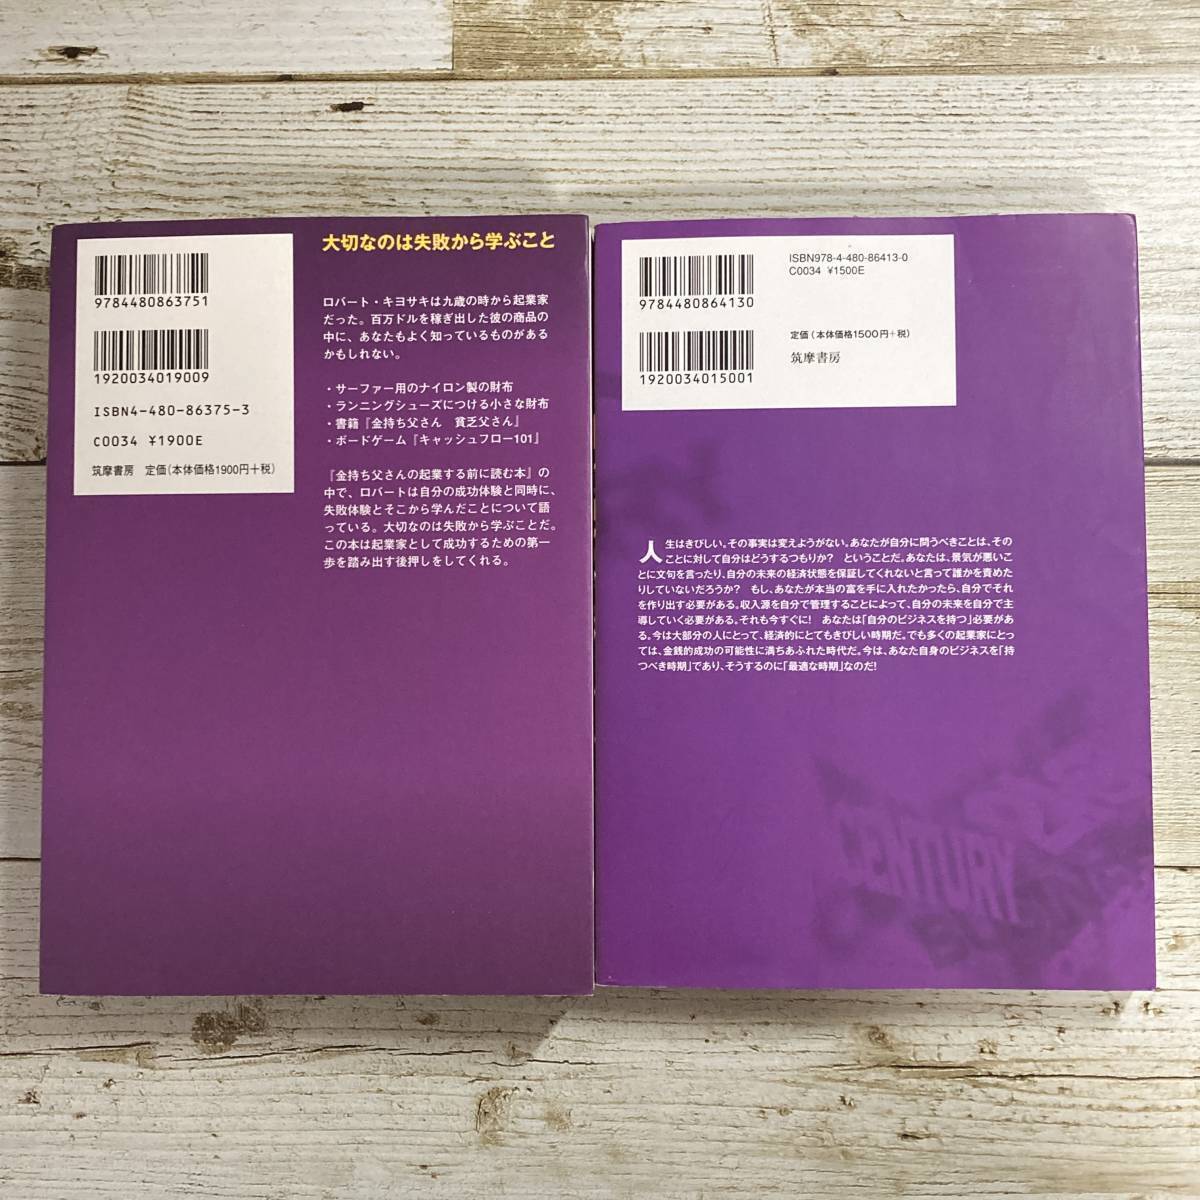 9784480863751
1920034019009
ISBN4-480-86375-3
C0034 ¥1900E
筑摩書房 定価(本体価格1900円+税)
大切なのは失敗から学ぶこと
ロバート・キヨサキは九歳の時から起業家
だった。百万ドルを稼ぎ出した彼の商品の
中に、あなたもよく知っているものがある
かもしれない。
・サーファー用のナイロン製の財布
・ランニングシューズにつける小さな財布
・書籍『金持ち父さん 貧乏父さん』
・ボードゲーム『キャッシュフロー101』
『金持ち父さんの起業する前に読む本』の
中で、ロバートは自分の成功体験と同時に、
失敗体験とそこから学んだことについて語
っている。大切なのは失敗から学ぶことだ。
この本は起業家として成功するための第一
歩を踏み出す後押しをしてくれる。
9784480864130
1920034015001
ISBN978-4-480-86413-0
C0034 ¥1500E
定価(本体価格1500円+税)
筑摩書房
人生はきびしい。その事実は変えようがない。あなたが自分に問うべきことは、その
ことに対して自分はどうするつもりか? ということだ。あなたは、景気が悪いこ
とに文句を言ったり、自分の未来の経済状態を保証してくれないと言って誰かを責めた
りしていないだろうか? もし、あなたが本当の富を手に入れたかったら、自分でそれ
を作り出す必要がある。収入源を自分で管理することによって、自分の未来を自分で主
導していく必要がある。それも今すぐに! あなたは「自分のビジネスを持つ」必要があ
る。今は大部分の人にとって、経済的にとてもきびしい時期だ。でも多くの起業家にとっ
ては、金銭的成功の可能性に満ちあふれた時代だ。今は、あなた自身のビジネスを「持
つべき時期」であり、そうするのに「最適な時期」なのだ!
CENTURY